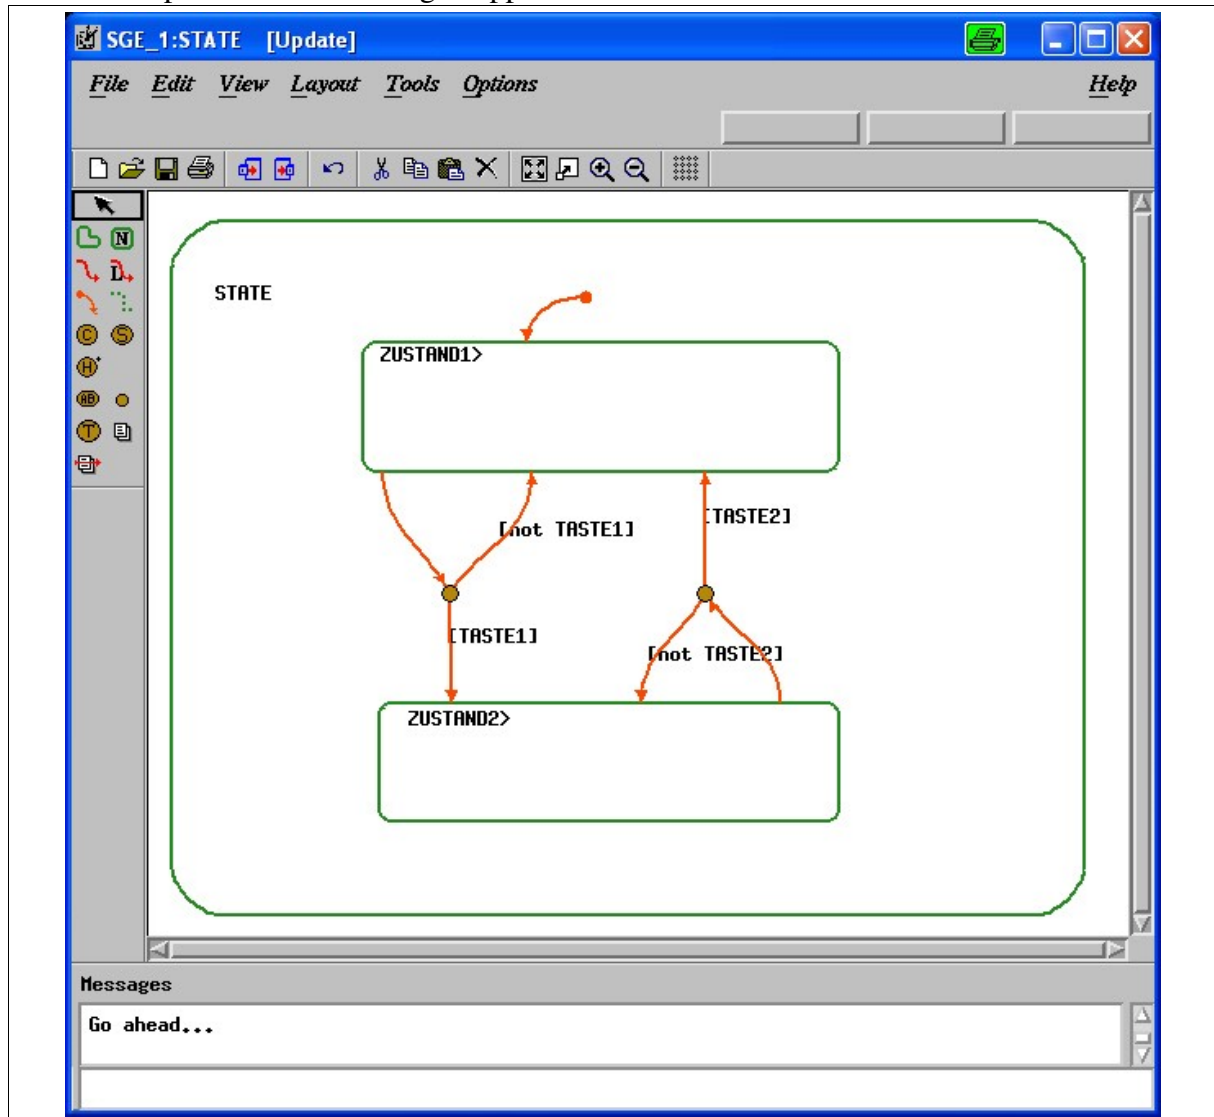 SGE_1:STATE [Update]
File Edit View Layout Tools Options Help
N
D
C S
H*
AB
T
STATE
ZUSTAND1>
[not TASTE1]
[TASTE2]
[TASTE1]
[not TASTE2]
ZUSTAND2>
Messages
Go ahead...